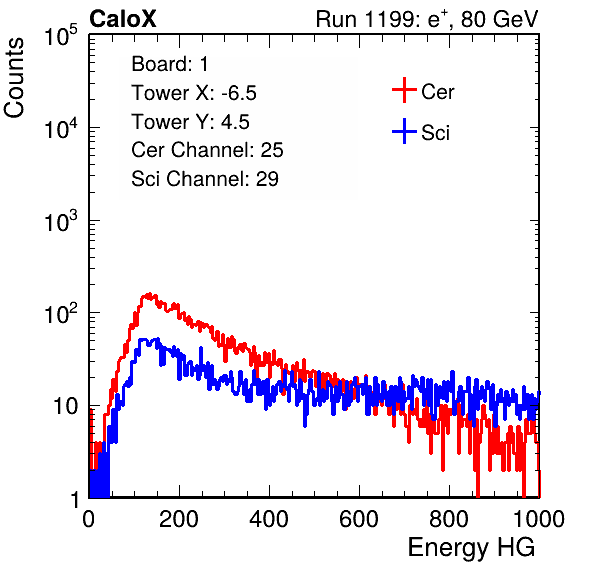 CaloX Run 1199: e⁺, 80 GeV
Counts
10⁵
10⁴
10³
10²
10
1
Board: 1
Tower X: -6.5
Tower Y: 4.5
Cer Channel: 25
Sci Channel: 29
Cer
Sci
0 200 400 600 800 1000
Energy HG